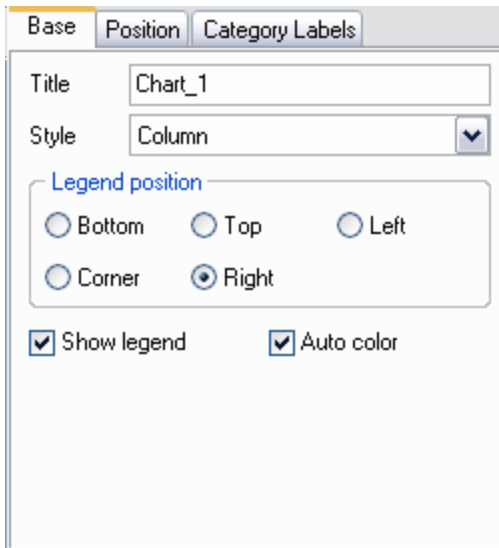 Base Position Category Labels
Title Chart_1
Style Column
Legend position
Bottom Top Left
Corner Right
Show legend Auto color